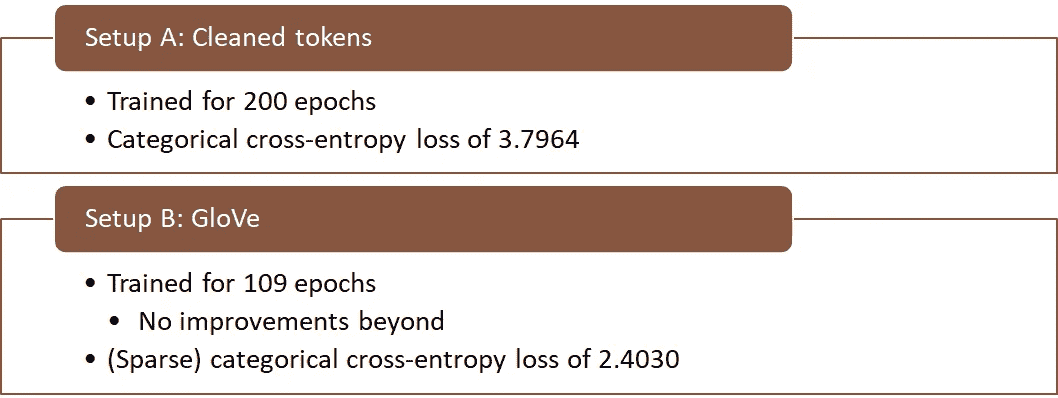 Setup A: Cleaned tokens
• Trained for 200 epochs
• Categorical cross-entropy loss of 3.7964
Setup B: GloVe
• Trained for 109 epochs
• No improvements beyond
• (Sparse) categorical cross-entropy loss of 2.4030